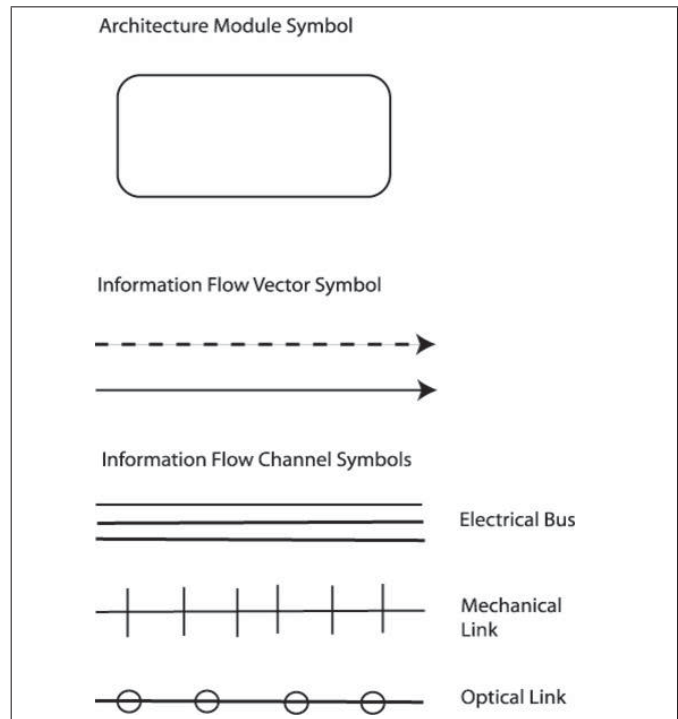 Architecture Module Symbol
Information Flow Vector Symbol
Information Flow Channel Symbols
Electrical Bus
Mechanical
Link
Optical Link